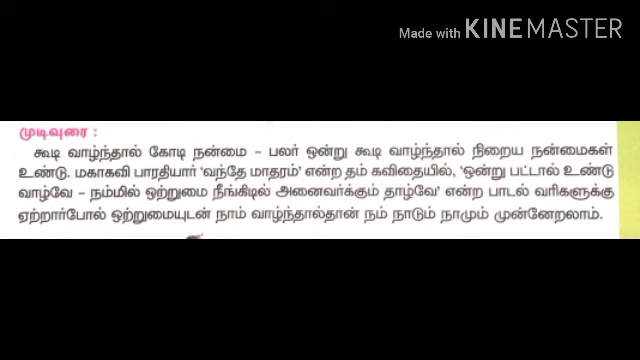 Made with KINEMASTER
முடிவுரை :
கூடி வாழ்ந்தால் கோடி நன்மை – பலர் ஒன்று கூடி வாழ்ந்தால் நிறைய நன்மைகள்
உண்டு. மகாகவி பாரதியார் ‘வந்தே மாதரம்’ என்ற தம் கவிதையில், ‘ஒன்று பட்டால் உண்டு
வாழ்வே – நம்மில் ஒற்றுமை நீங்கிடில் அனைவர்க்கும் தாழ்வே’ என்ற பாடல் வரிகளுக்கு
ஏற்றார்போல் ஒற்றுமையுடன் நாம் வாழ்ந்தால்தான் நம் நாடும் நாமும் முன்னேறலாம்.